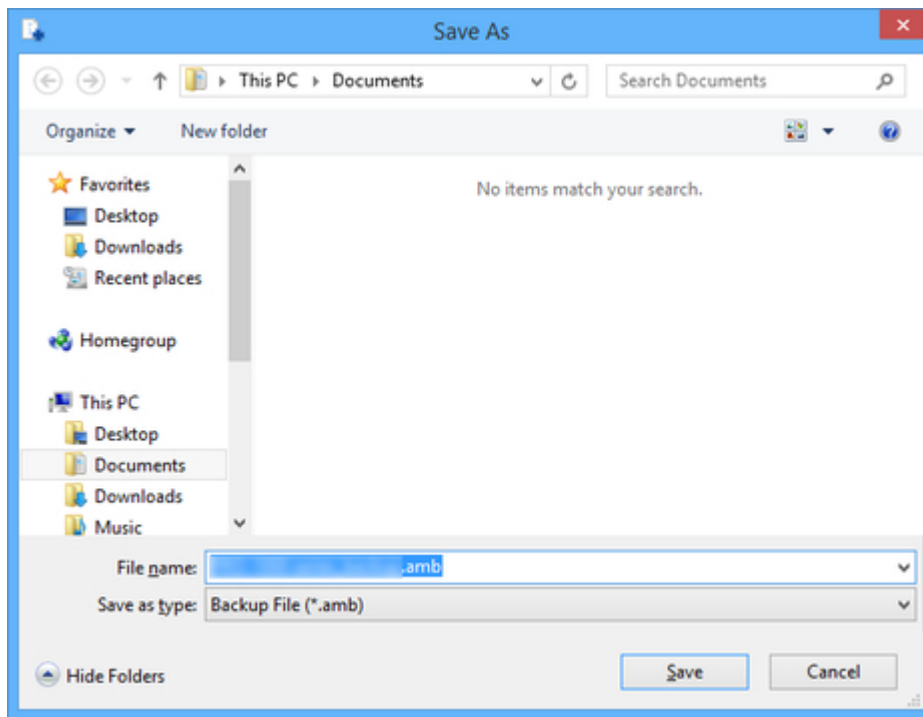 Save As
This PC Documents Search Documents
Organize New folder
Favorites
Desktop
Downloads
Recent places
Homegroup
This PC
Desktop
Documents
Downloads
Music
No items match your search.
File name: .amb
Save as type: Backup File (*.amb)
Hide Folders Save Cancel